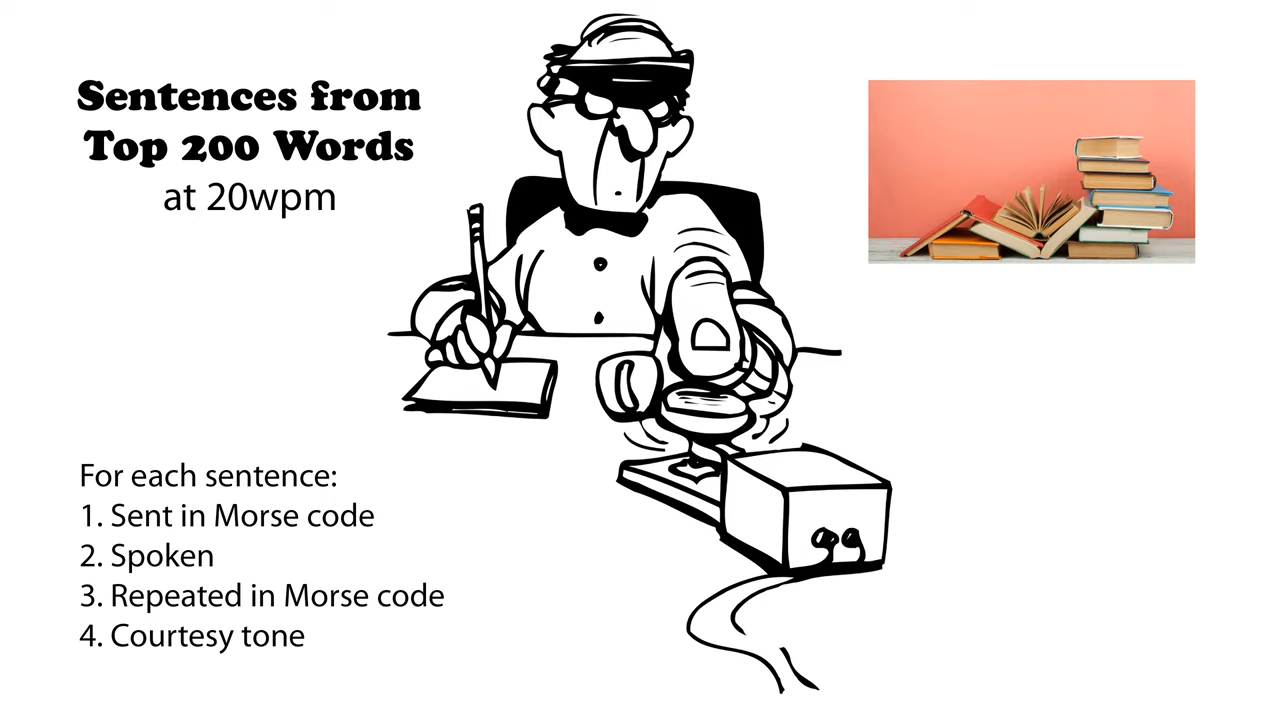 Sentences from
Top 200 Words
at 20wpm
For each sentence:
1. Sent in Morse code
2. Spoken
3. Repeated in Morse code
4. Courtesy tone